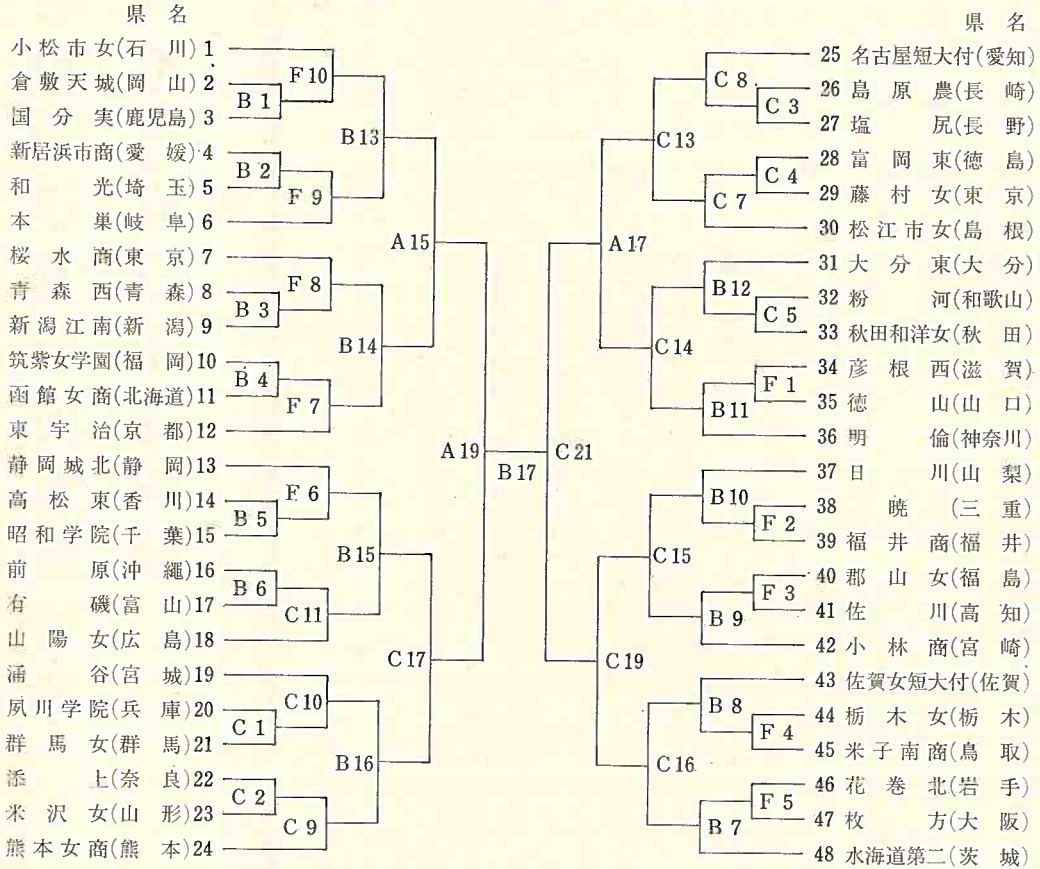 県 名
小松市女(石 川) 1
倉敷天城(岡 山) 2
国 分 実(鹿児島) 3
新居浜市商(愛 媛) 4
和 光(埼 玉) 5
本 巣(岐 阜) 6
桜 水 商(東 京) 7
青 森 西(青 森) 8
新潟江南(新 潟) 9
筑紫女学園(福 岡) 10
函館女商(北海道) 11
東 宇 治(京 都) 12
静岡城北(静 岡) 13
高 松 東(香 川) 14
昭和学院(千 葉) 15
前 原(沖 縄) 16
有 磯(富 山) 17
山 陽 女(広 島) 18
涌 谷(宮 城) 19
夙川学院(兵 庫) 20
群 馬 女(群 馬) 21
添 上(奈 良) 22
米 沢 女(山 形) 23
熊本女商(熊 本) 24
F 10
B 1
B 2
F 9
F 8
B 3
B 4
F 7
F 6
B 5
B 6
C 11
C 10
C 1
C 2
C 9
B 13
B 14
B 15
B 16
A 15
C 17
A 19
B 17
C 21
A 17
C 19
C 13
C 14
C 15
C 16
C 8
C 3
C 4
C 7
B 12
C 5
F 1
B 11
B 10
F 2
F 3
B 9
B 8
F 4
F 5
B 7
県 名
25 名古屋短大付(愛知)
26 島 原 農(長 崎)
27 塩 尻(長 野)
28 富 岡 東(徳 島)
29 藤 村 女(東 京)
30 松江市女(島 根)
31 大 分 東(大 分)
32 粉 河(和歌山)
33 秋田和洋女(秋 田)
34 彦 根 西(滋 賀)
35 徳 山(山 口)
36 明 倫(神奈川)
37 日 川(山 梨)
38 暁 (三 重)
39 福 井 商(福 井)
40 郡 山 女(福 島)
41 佐 川(高 知)
42 小 林 商(宮 崎)
43 佐賀女短大付(佐賀)
44 栃 木 女(栃 木)
45 米子南商(鳥 取)
46 花 巻 北(岩 手)
47 枚 方(大 阪)
48 水海道第二(茨 城)